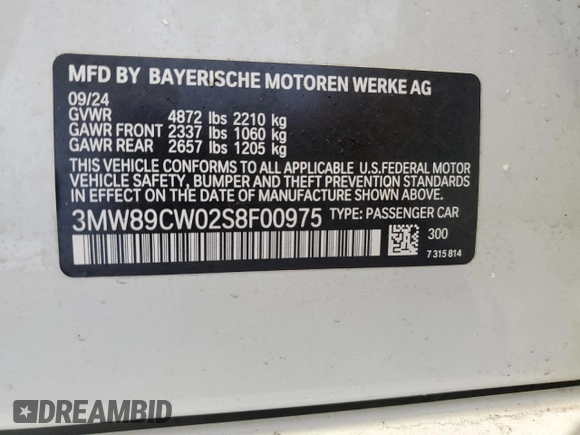 MFD BY BAYERISCHE MOTOREN WERKE AG
09/24
GVWR 4872 lbs 2210 kg
GAWR FRONT 2337 lbs 1060 kg
GAWR REAR 2657 lbs 1205 kg
THIS VEHICLE CONFORMS TO ALL APPLICABLE U.S.FEDERAL MOTOR
VEHICLE SAFETY, BUMPER AND THEFT PREVENTION STANDARDS
IN EFFECT ON THE DATE OF MANUFACTURE SHOWN ABOVE.
3MW89CW02S8F00975 TYPE: PASSENGER CAR
300
7 315 814
DREAMBID